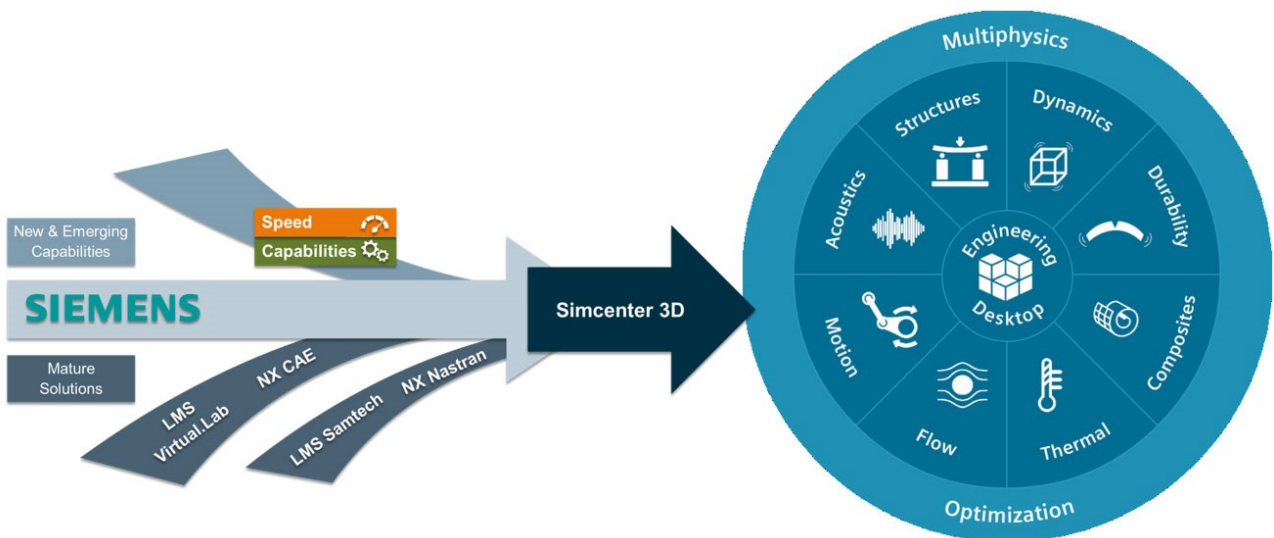 New & Emerging
Capabilities
Speed
Capabilities
SIEMENS
Simcenter 3D
Mature
Solutions
LMS
Virtual.Lab
NX CAE
LMS Samtech
NX Nastran
Multiphysics
Structures
Dynamics
Acoustics
Durability
Engineering
Desktop
Motion
Composites
Flow
Thermal
Optimization